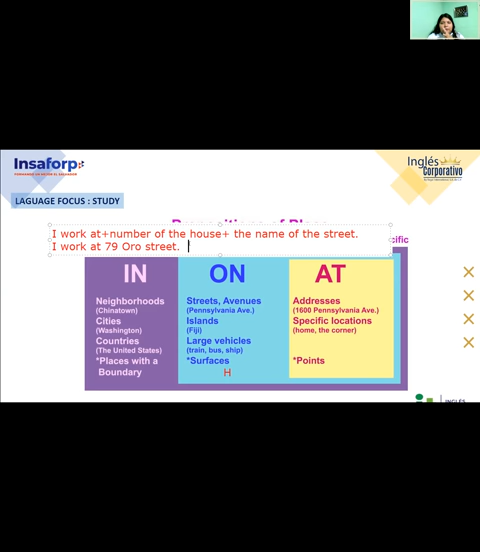 Insaforp
FORMANDO UN MEJOR EL SALVADOR
Inglés
Corporativo
LAGUAGE FOCUS : STUDY
I work at+number of the house+ the name of the street.
I work at 79 Oro street.
cific
IN
Neighborhoods
(Chinatown)
Cities
(Washington)
Countries
(The United States)
*Places with a
Boundary
ON
Streets, Avenues
(Pennsylvania Ave.)
Islands
(Fiji)
Large vehicles
(train, bus, ship)
*Surfaces
H
AT
Addresses
(1600 Pennsylvania Ave.)
Specific locations
(home, the corner)
*Points
INGLÉS